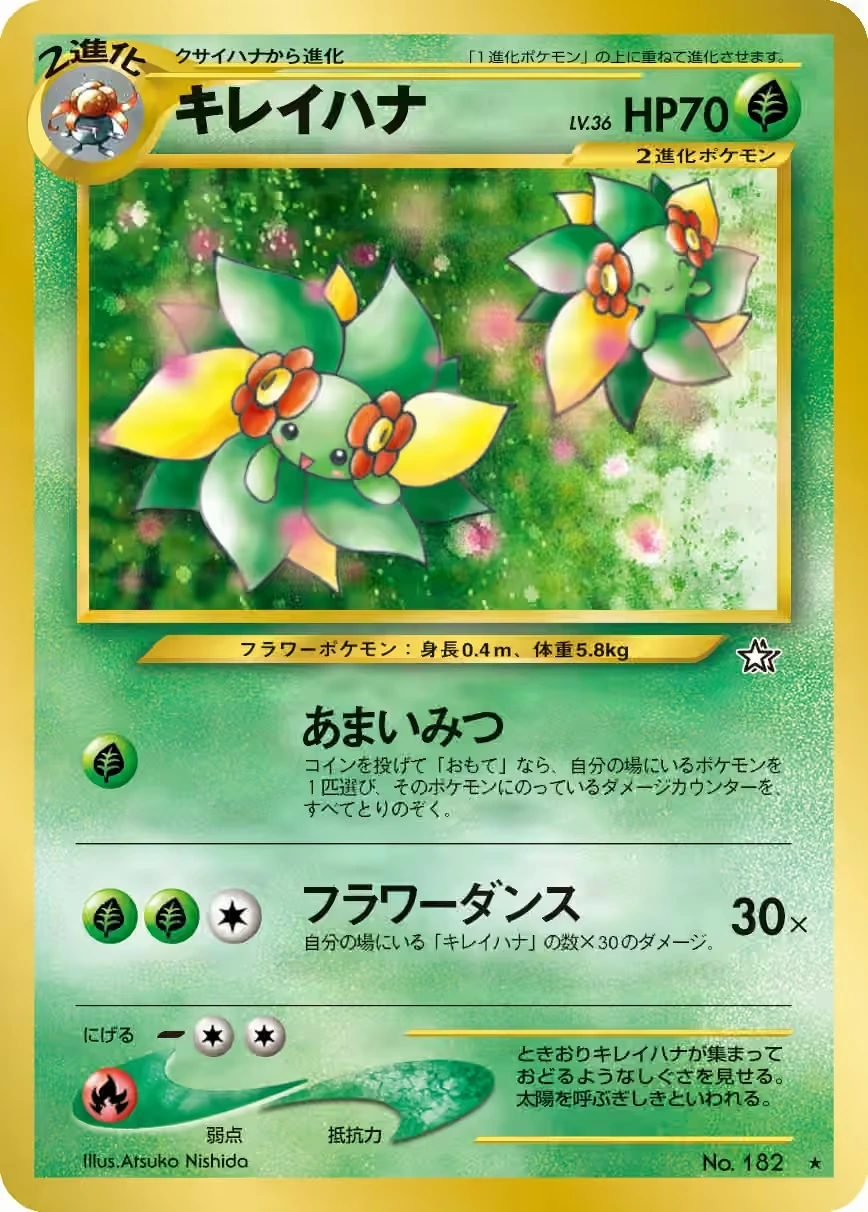 2進化
クサイハナから進化
「1進化ポケモン」の上に重ねて進化させます。
キレイハナ
LV.36 HP70
2進化ポケモン
フラワーポケモン：身長0.4m、体重5.8kg
あまいみつ
コインを投げて「おもて」なら、自分の場にいるポケモンを
1匹選び、そのポケモンにのっているダメージカウンターを、
すべてとりのぞく。
フラワーダンス
30×
自分の場にいる「キレイハナ」の数×30のダメージ。
にげる
ときおりキレイハナが集まって
おどるようなしぐさを見せる。
太陽を呼ぶぎしきといわれる。
弱点
抵抗力
Illus.Atsuko Nishida
No. 182 ★